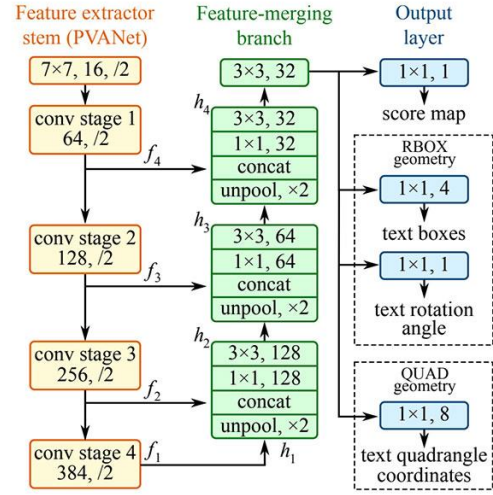 Feature extractor
stem (PVANet)
7×7, 16, /2
conv stage 1
64, /2
f4
conv stage 2
128, /2
f3
conv stage 3
256, /2
f2
conv stage 4
384, /2
f1
Feature-merging
branch
3×3, 32
h4
3×3, 32
1×1, 32
concat
unpool, ×2
h3
3×3, 64
1×1, 64
concat
unpool, ×2
h2
3×3, 128
1×1, 128
concat
unpool, ×2
h1
Output
layer
1×1, 1
score map
RBOX
geometry
1×1, 4
text boxes
1×1, 1
text rotation
angle
QUAD
geometry
1×1, 8
text quadrangle
coordinates